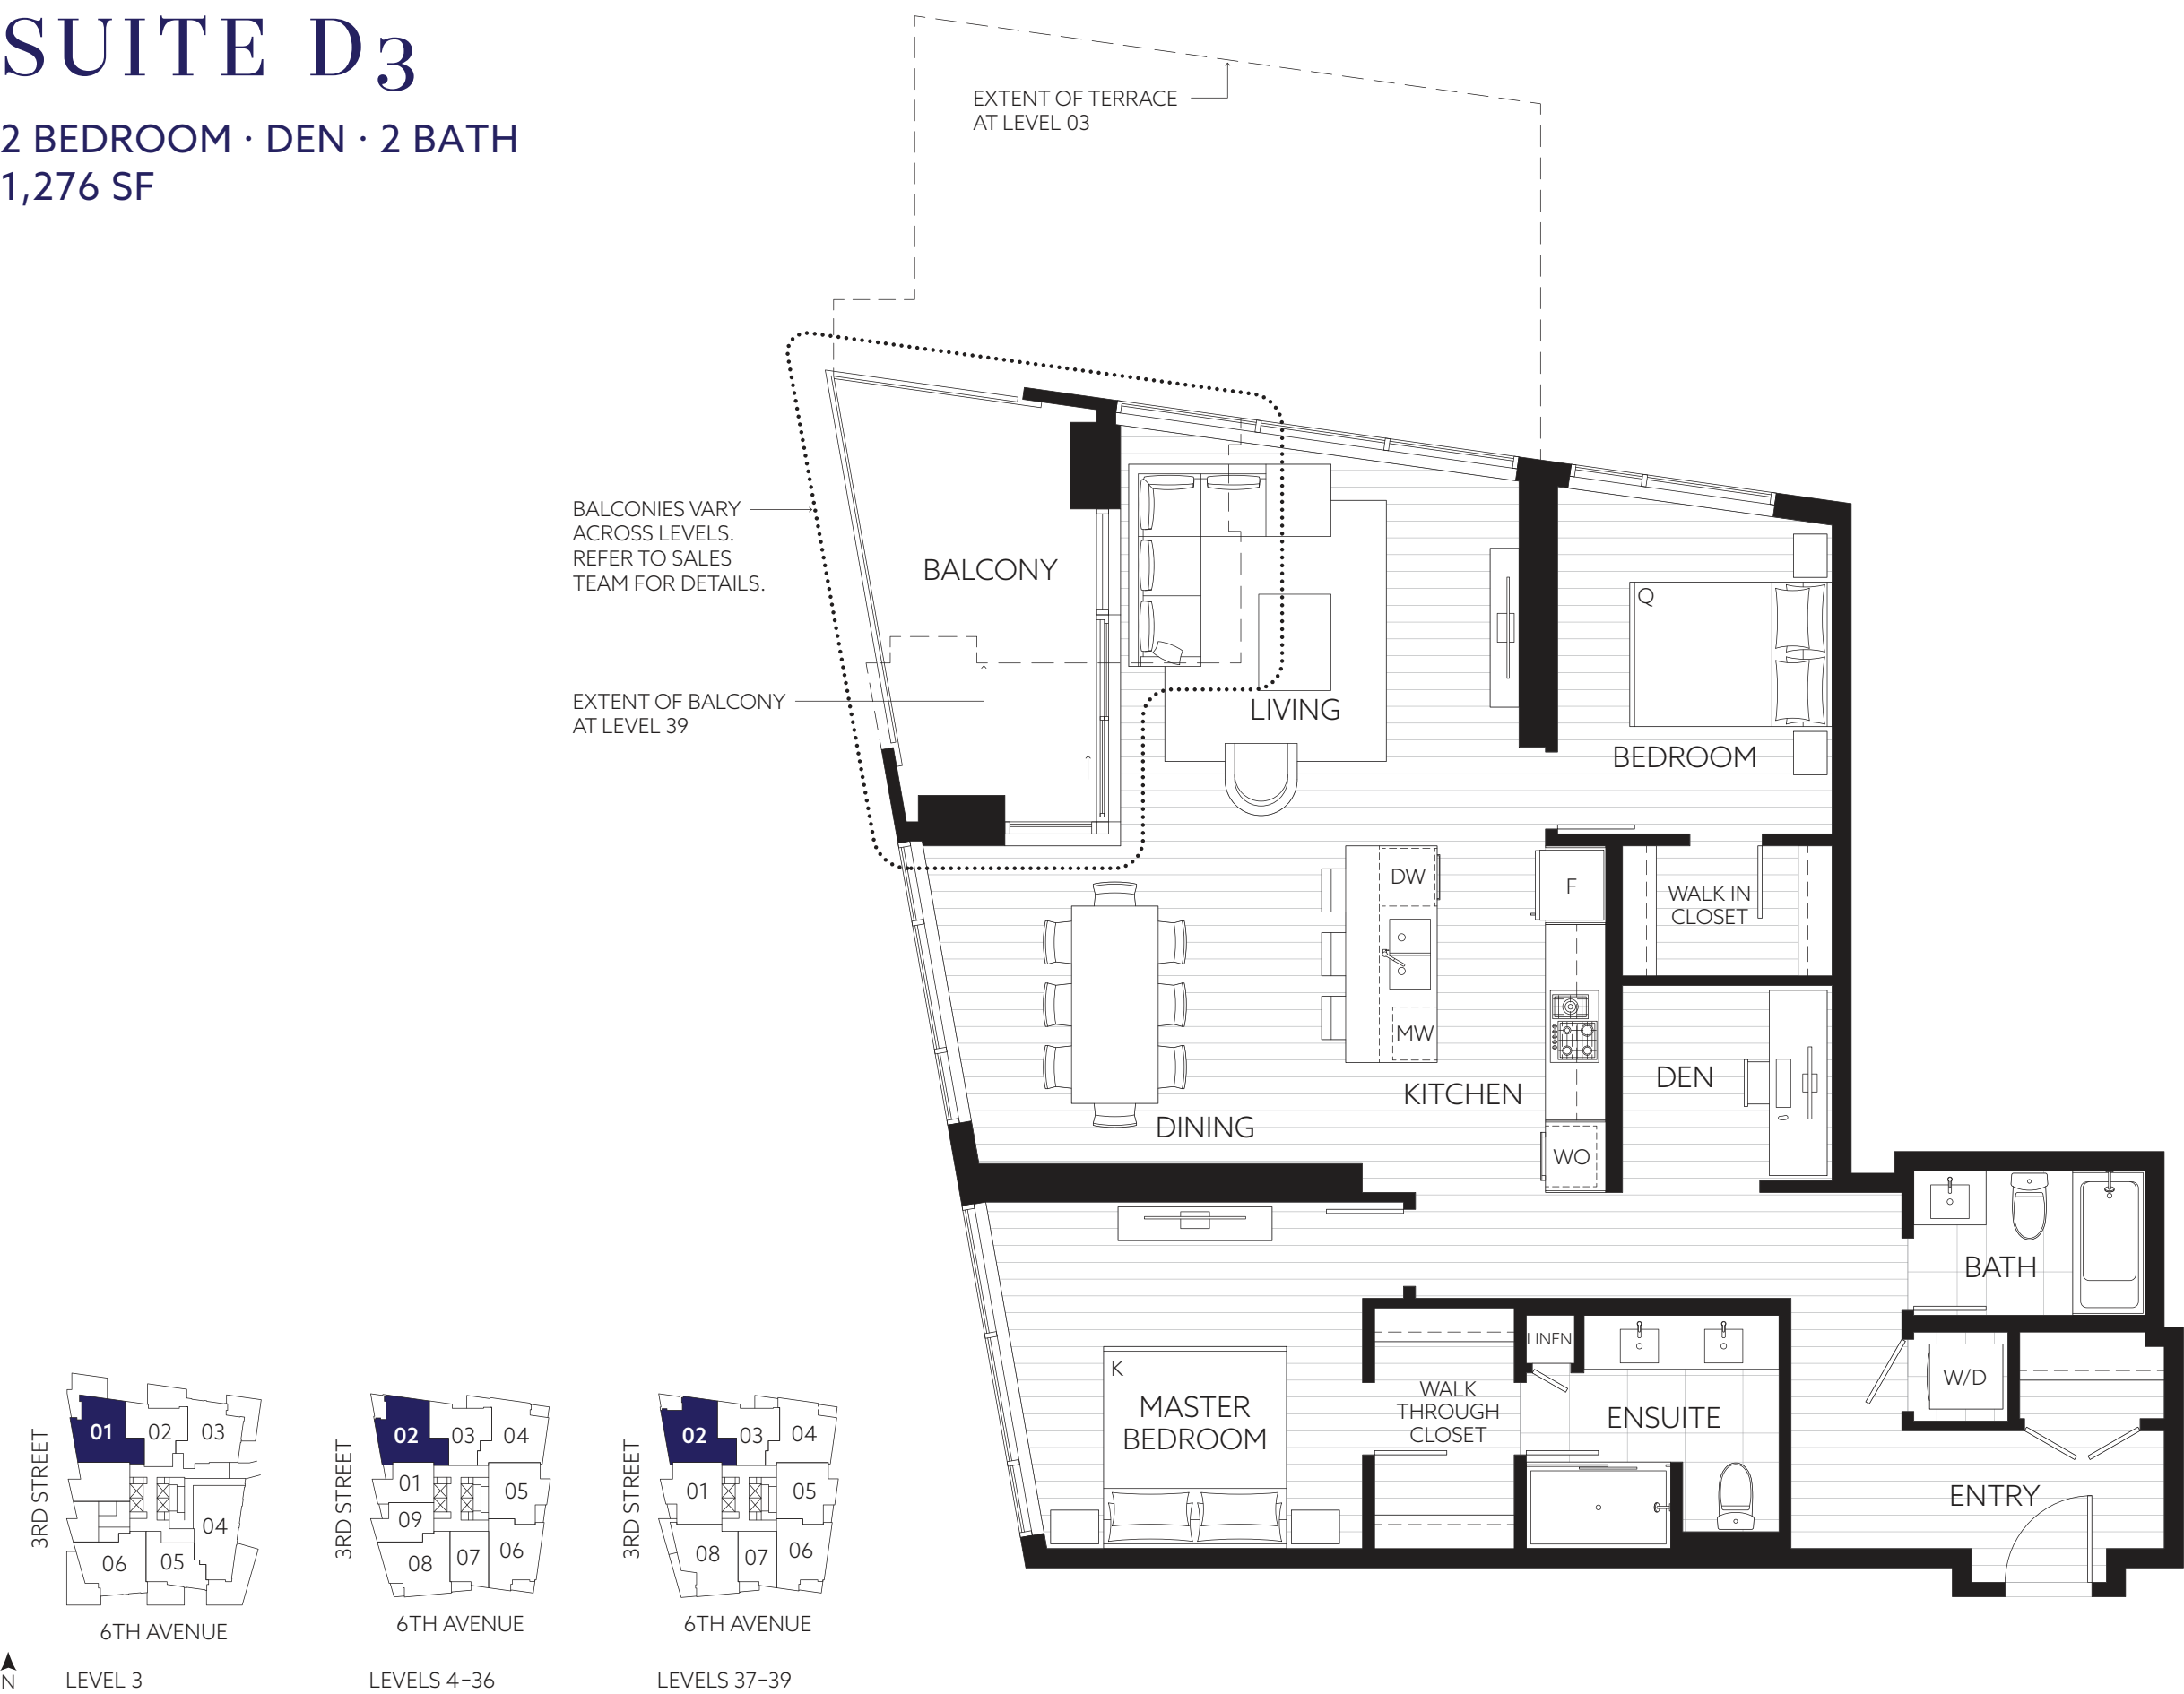 SUITE D3
2 BEDROOM · DEN · 2 BATH
1,276 SF
EXTENT OF TERRACE
AT LEVEL 03
BALCONIES VARY
ACROSS LEVELS.
REFER TO SALES
TEAM FOR DETAILS.
BALCONY
EXTENT OF BALCONY
AT LEVEL 39
LIVING
Q
BEDROOM
DW
F
WALK IN
CLOSET
MW
KITCHEN
DEN
DINING
WO
BATH
LINEN
K
MASTER
BEDROOM
WALK
THROUGH
CLOSET
ENSUITE
W/D
ENTRY
3RD STREET
01
02
03
04
05
06
6TH AVENUE
LEVEL 3
3RD STREET
02
03
04
01
05
09
08
07
06
6TH AVENUE
LEVELS 4–36
3RD STREET
02
03
04
01
05
08
07
06
6TH AVENUE
LEVELS 37–39
N